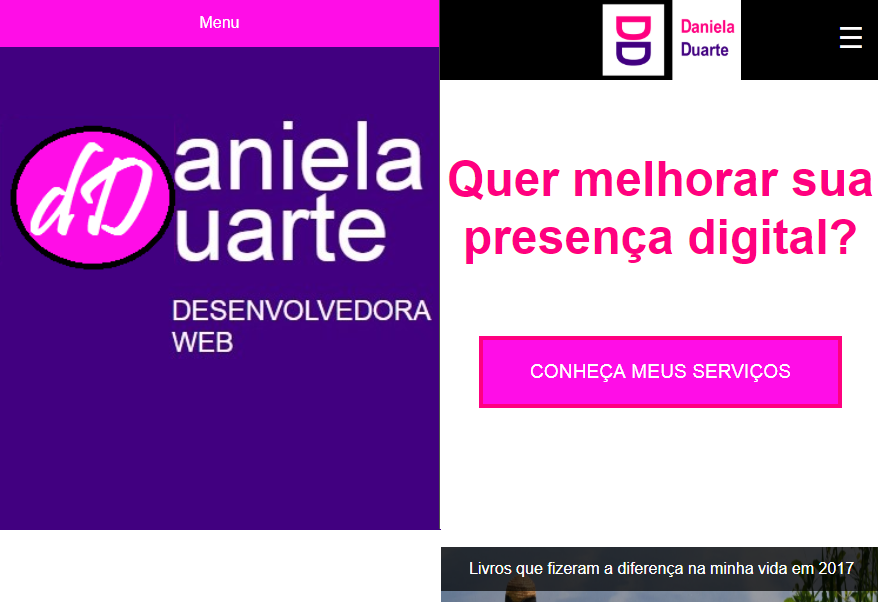 Menu
dD
aniela
uarte
DESENVOLVEDORA
WEB
DD
Daniela
Duarte
Quer melhorar sua
presença digital?
CONHEÇA MEUS SERVIÇOS
Livros que fizeram a diferença na minha vida em 2017